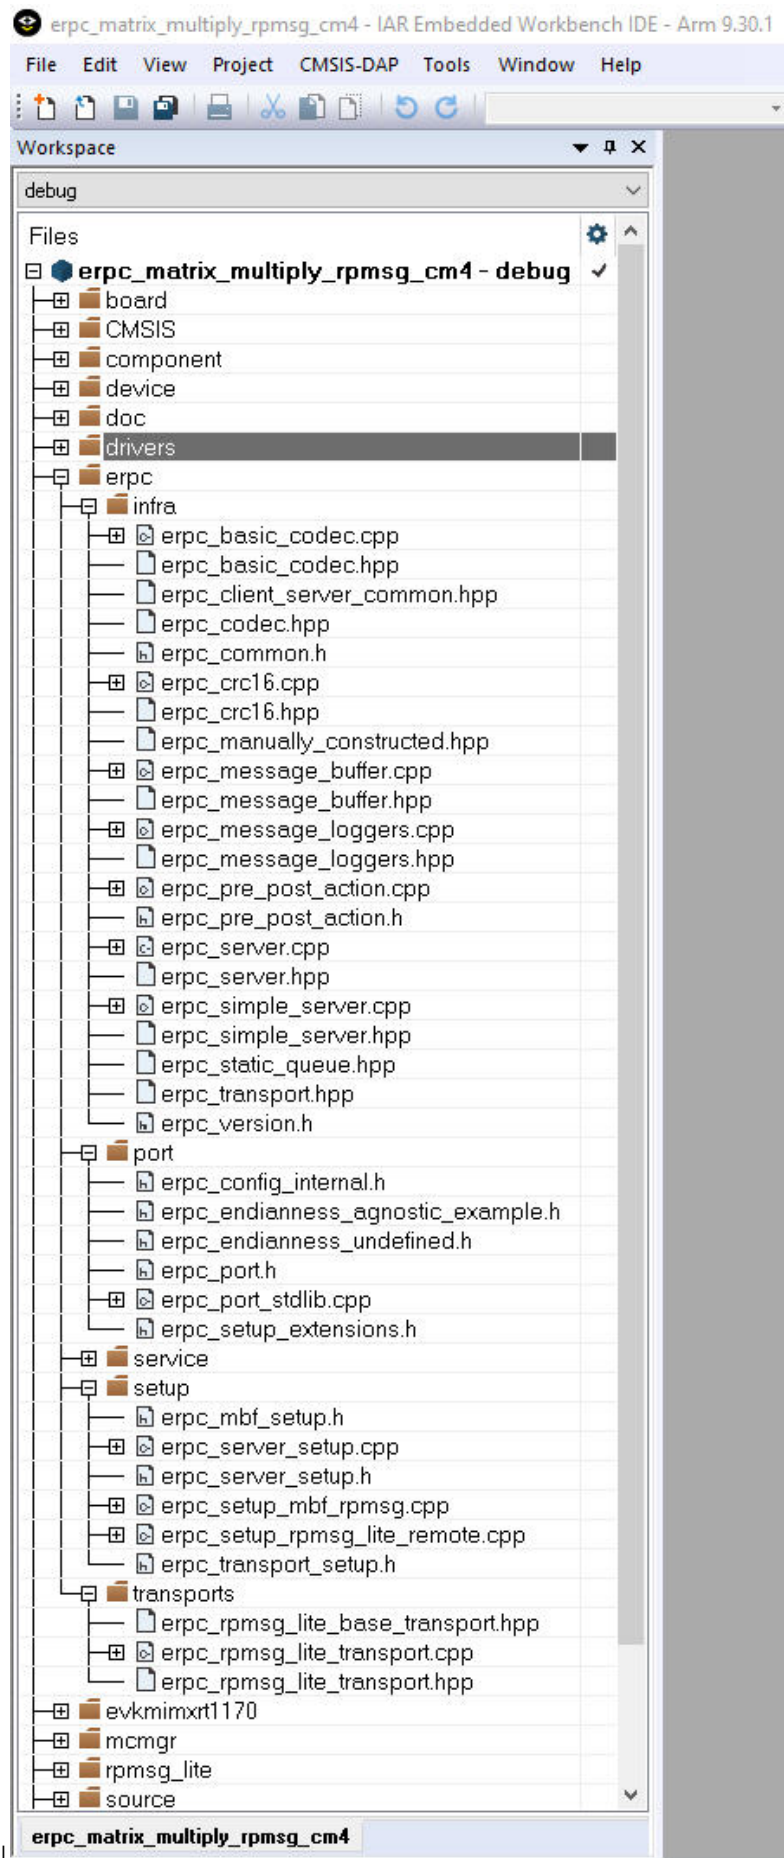 erpc_matrix_multiply_rpmsg_cm4 - IAR Embedded Workbench IDE - Arm 9.30.1
File Edit View Project CMSIS-DAP Tools Window Help
Workspace
debug
Files
erpc_matrix_multiply_rpmsg_cm4 - debug
board
CMSIS
component
device
doc
drivers
erpc
infra
erpc_basic_codec.cpp
erpc_basic_codec.hpp
erpc_client_server_common.hpp
erpc_codec.hpp
erpc_common.h
erpc_crc16.cpp
erpc_crc16.hpp
erpc_manually_constructed.hpp
erpc_message_buffer.cpp
erpc_message_buffer.hpp
erpc_message_loggers.cpp
erpc_message_loggers.hpp
erpc_pre_post_action.cpp
erpc_pre_post_action.h
erpc_server.cpp
erpc_server.hpp
erpc_simple_server.cpp
erpc_simple_server.hpp
erpc_static_queue.hpp
erpc_transport.hpp
erpc_version.h
port
erpc_config_internal.h
erpc_endianness_agnostic_example.h
erpc_endianness_undefined.h
erpc_port.h
erpc_port_stdlib.cpp
erpc_setup_extensions.h
service
setup
erpc_mbf_setup.h
erpc_server_setup.cpp
erpc_server_setup.h
erpc_setup_mbf_rpmsg.cpp
erpc_setup_rpmsg_lite_remote.cpp
erpc_transport_setup.h
transports
erpc_rpmsg_lite_base_transport.hpp
erpc_rpmsg_lite_transport.cpp
erpc_rpmsg_lite_transport.hpp
evkmimxrt1170
mcmgr
rpmsg_lite
source
erpc_matrix_multiply_rpmsg_cm4